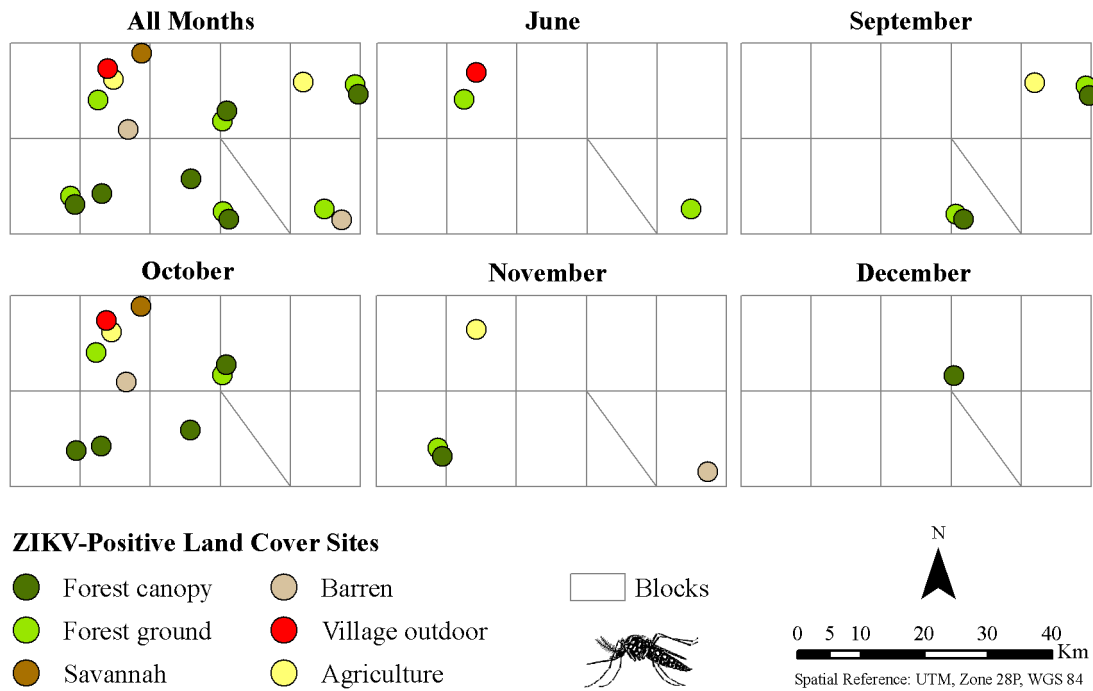 All Months
June
September
October
November
December
ZIKV-Positive Land Cover Sites
Forest canopy
Forest ground
Savannah
Barren
Village outdoor
Agriculture
Blocks
N
0 5 10 20 30 40
Km
Spatial Reference: UTM, Zone 28P, WGS 84